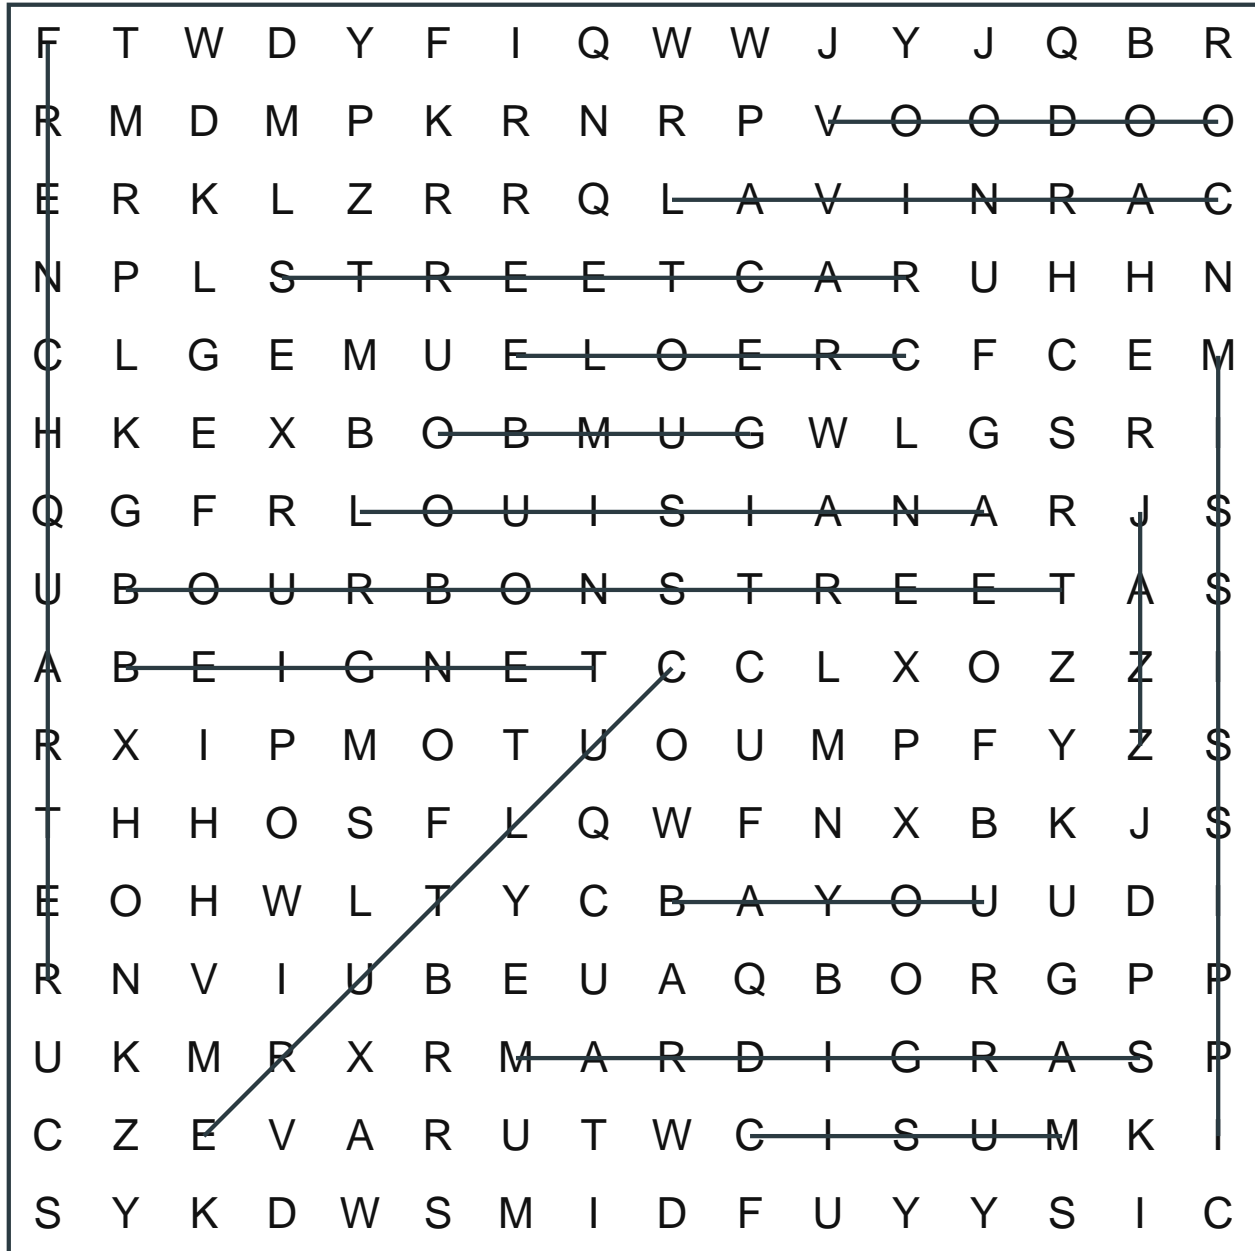 F T W D Y F I Q W W J Y J Q B R
R M D M P K R N R P V O O D O O
E R K L Z R R Q L A V I N R A C
N P L S T R E E T C A R U H H N
C L G E M U E L O E R C F C E M
H K E X B O B M U G W L G S R I
Q G F R L O U I S I A N A R J S
U B O U R B O N S T R E E T A S
A B E I G N E T C C L X O Z Z I
R X I P M O T U O U M P F Y Z S
T H H O S F L Q W F N X B K J S
E O H W L T Y C B A Y O U U D I
R N V I U B E U A Q B O R G P P
U K M R X R M A R D I G R A S P
C Z E V A R U T W C I S U M K I
S Y K D W S M I D F U Y Y S I C